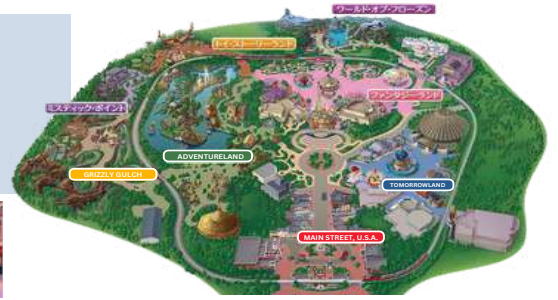 ワールド・オブ・フローズン
トイ・ストーリーランド
ファンタジーランド
ミスティック・ポイント
ADVENTURELAND
GRIZZLY GULCH
TOMORROWLAND
MAIN STREET, U.S.A.